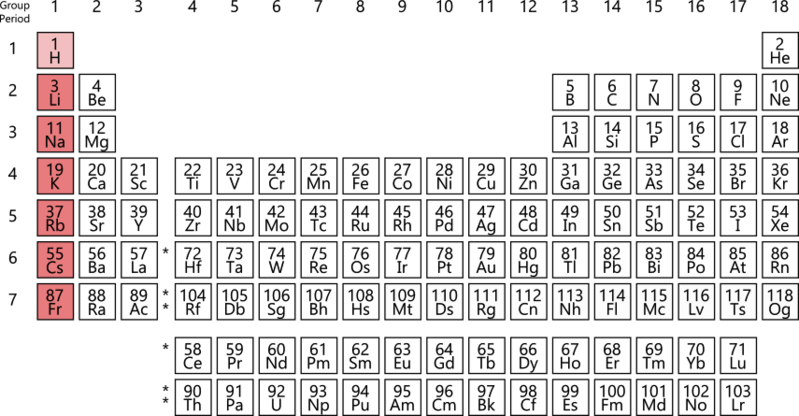 Group 1 2 3 4 5 6 7 8 9 10 11 12 13 14 15 16 17 18
Period
1 1 2
H He
2 3 4 5 6 7 8 9 10
Li Be B C N O F Ne
3 11 12 13 14 15 16 17 18
Na Mg Al Si P S Cl Ar
4 19 20 21 22 23 24 25 26 27 28 29 30 31 32 33 34 35 36
K Ca Sc Ti V Cr Mn Fe Co Ni Cu Zn Ga Ge As Se Br Kr
5 37 38 39 40 41 42 43 44 45 46 47 48 49 50 51 52 53 54
Rb Sr Y Zr Nb Mo Tc Ru Rh Pd Ag Cd In Sn Sb Te I Xe
6 55 56 57 * 72 73 74 75 76 77 78 79 80 81 82 83 84 85 86
Cs Ba La Hf Ta W Re Os Ir Pt Au Hg Tl Pb Bi Po At Rn
7 87 88 89 * 104 105 106 107 108 109 110 111 112 113 114 115 116 117 118
Fr Ra Ac * Rf Db Sg Bh Hs Mt Ds Rg Cn Nh Fl Mc Lv Ts Og
* 58 59 60 61 62 63 64 65 66 67 68 69 70 71
Ce Pr Nd Pm Sm Eu Gd Tb Dy Ho Er Tm Yb Lu
* 90 91 92 93 94 95 96 97 98 99 100 101 102 103
* Th Pa U Np Pu Am Cm Bk Cf Es Fm Md No Lr